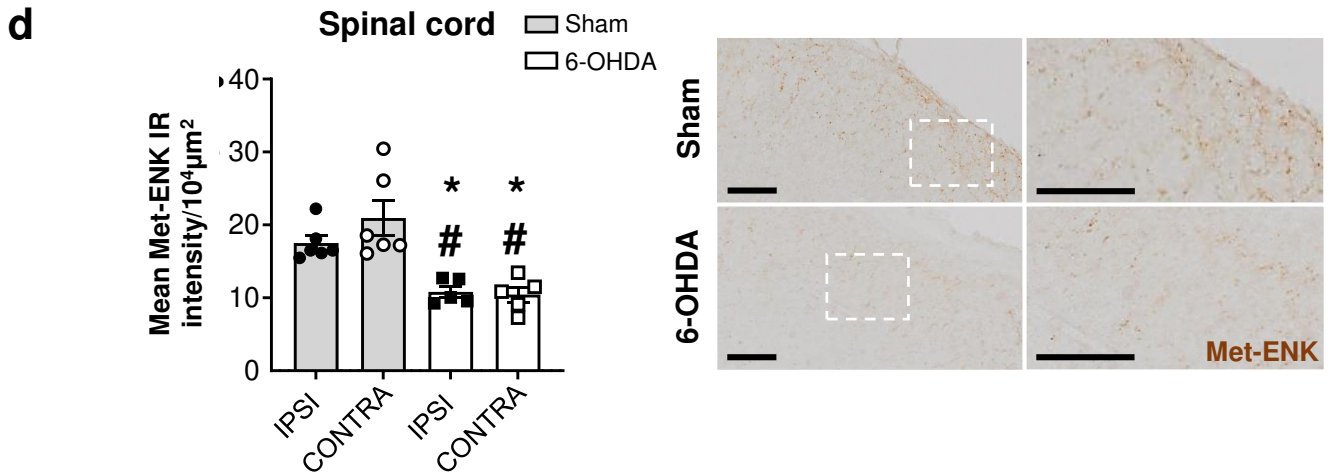 d
Spinal cord
Sham
6-OHDA
Mean Met-ENK IR
intensity/10⁴µm²
40
30
20
10
0
*
*
#
#
IPSI
CONTRA
IPSI
CONTRA
Sham
6-OHDA
Met-ENK